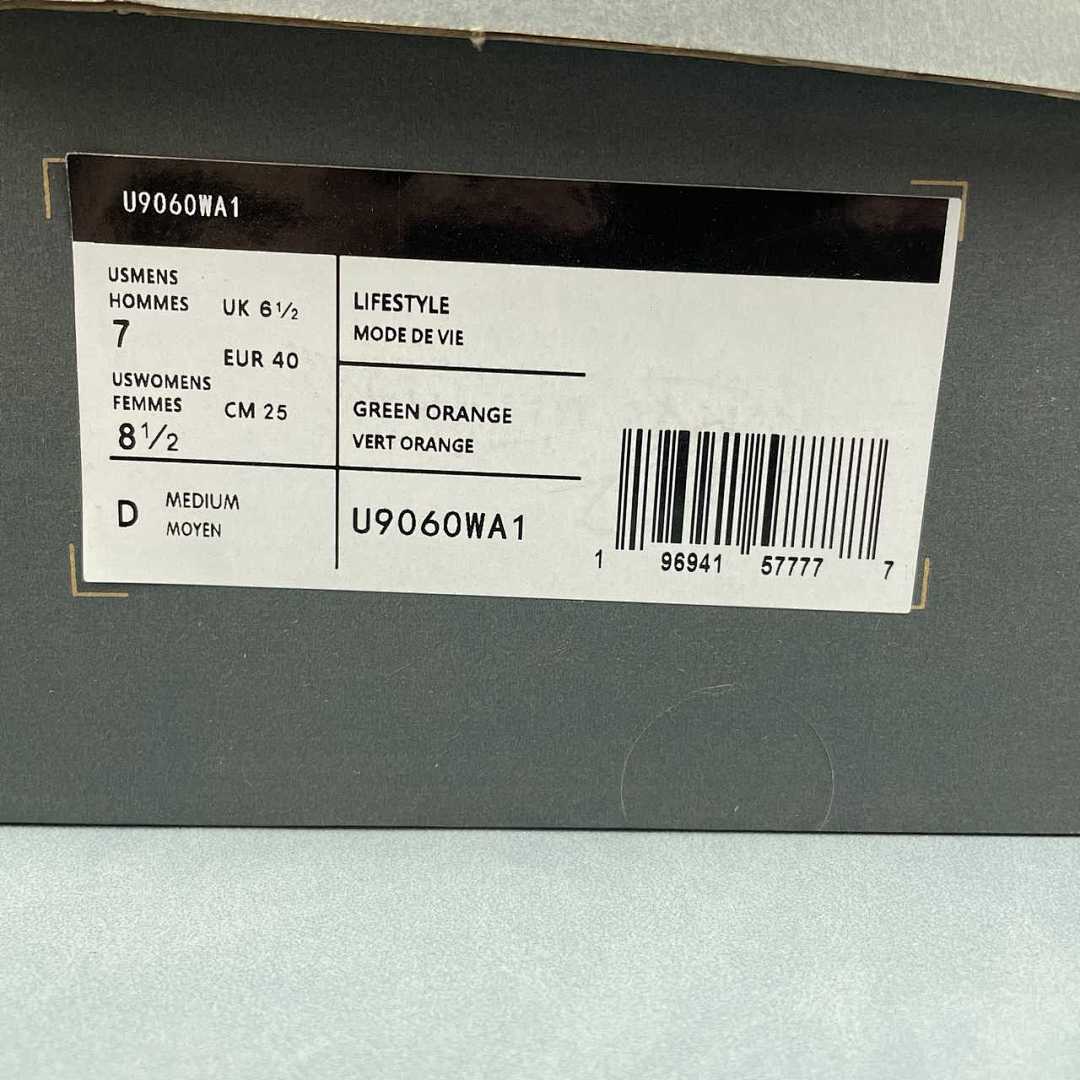 U9060WA1
USMENS
HOMMES
7
UK 6½
EUR 40
USWOMENS
FEMMES
8½
CM 25
D
MEDIUM
MOYEN
LIFESTYLE
MODE DE VIE
GREEN ORANGE
VERT ORANGE
U9060WA1
1 96941 57777 7